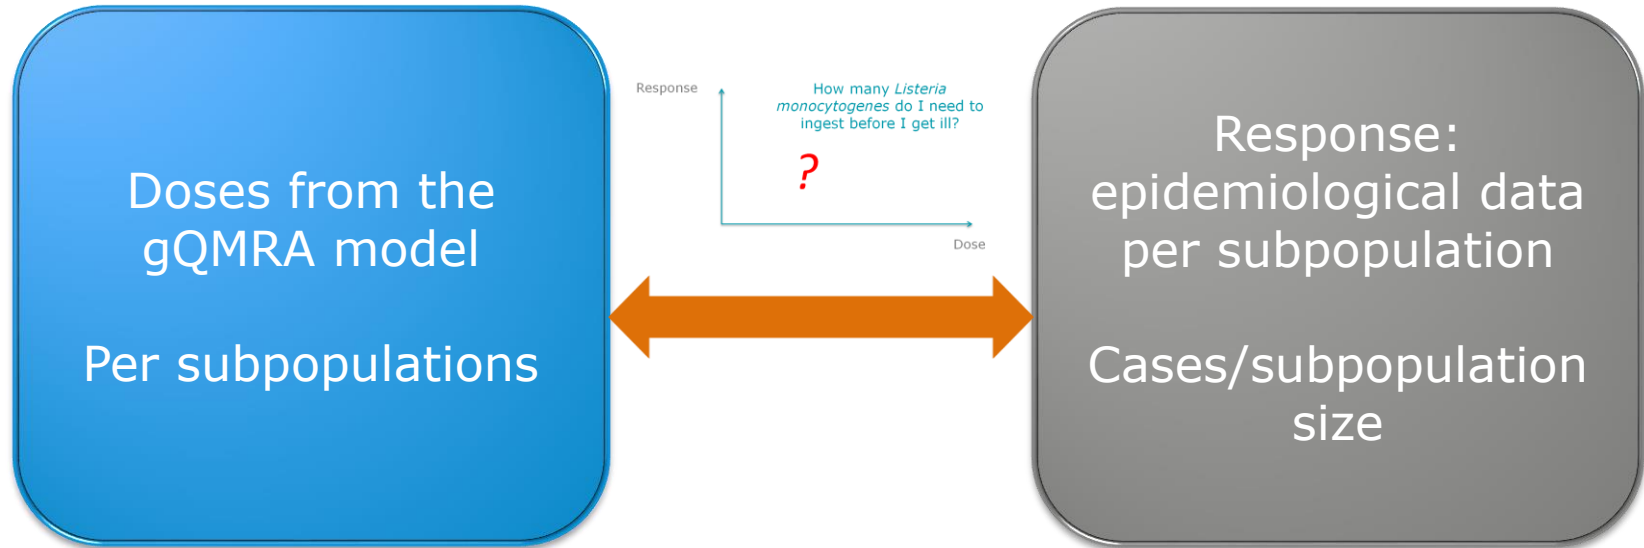 Doses from the
gQMRA model
Per subpopulations
Response
How many Listeria
monocytogenes do I need to
ingest before I get ill?
?
Dose
Response:
epidemiological data
per subpopulation
Cases/subpopulation
size